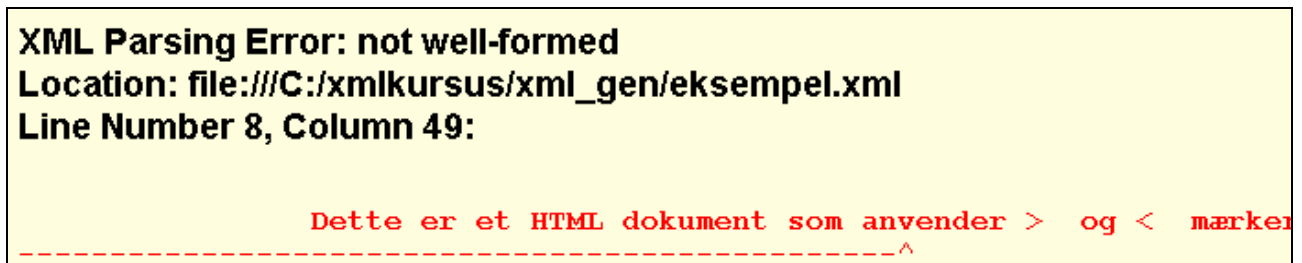 XML Parsing Error: not well-formed
Location: file:///C:/xmlkursus/xml_gen/eksempel.xml
Line Number 8, Column 49:
Dette er et HTML dokument som anvender >  og <  mærker
------------------------------------------------^